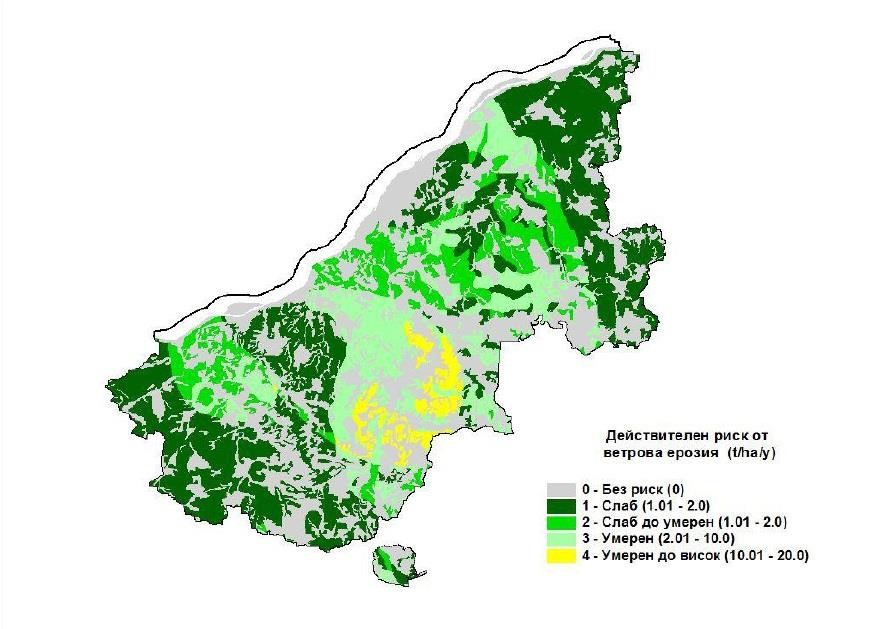 Действителен риск от
ветрова ерозия (t/ha/y)
0 - Без риск (0)
1 - Слаб (1.01 - 2.0)
2 - Слаб до умерен (1.01 - 2.0)
3 - Умерен (2.01 - 10.0)
4 - Умерен до висок (10.01 - 20.0)